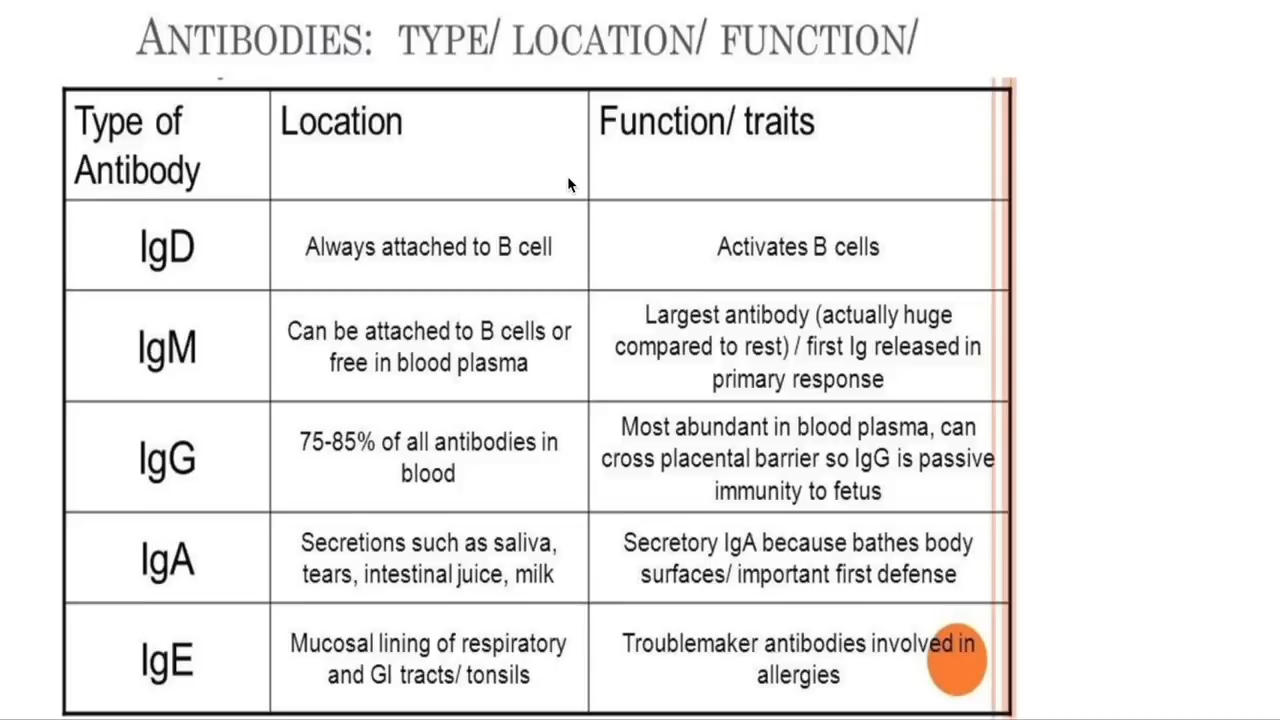 ANTIBODIES: TYPE/ LOCATION/ FUNCTION/
Type of
Antibody
Location
Function/ traits
IgD
Always attached to B cell
Activates B cells
IgM
Can be attached to B cells or
free in blood plasma
Largest antibody (actually huge
compared to rest) / first Ig released in
primary response
IgG
75-85% of all antibodies in
blood
Most abundant in blood plasma, can
cross placental barrier so IgG is passive
immunity to fetus
IgA
Secretions such as saliva,
tears, intestinal juice, milk
Secretory IgA because bathes body
surfaces/ important first defense
IgE
Mucosal lining of respiratory
and GI tracts/ tonsils
Troublemaker antibodies involved in
allergies